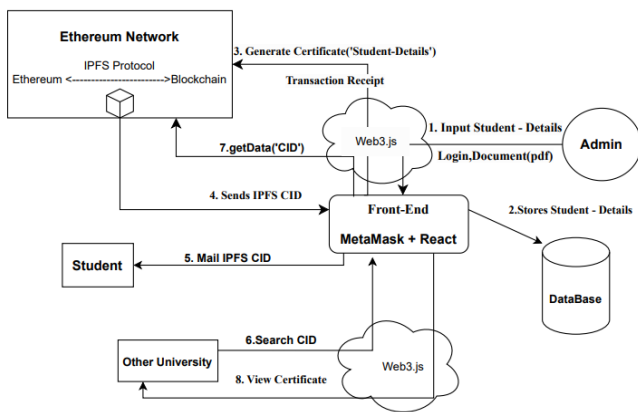 Ethereum Network
IPFS Protocol
Ethereum <----------------------->Blockchain
3. Generate Certificate('Student-Details')
Transaction Receipt
Web3.js
1. Input Student - Details
Login,Document(pdf)
Admin
7.getData('CID')
4. Sends IPFS CID
Front-End
MetaMask + React
2.Stores Student - Details
Student
5. Mail IPFS CID
DataBase
6.Search CID
Other University
Web3.js
8. View Certificate